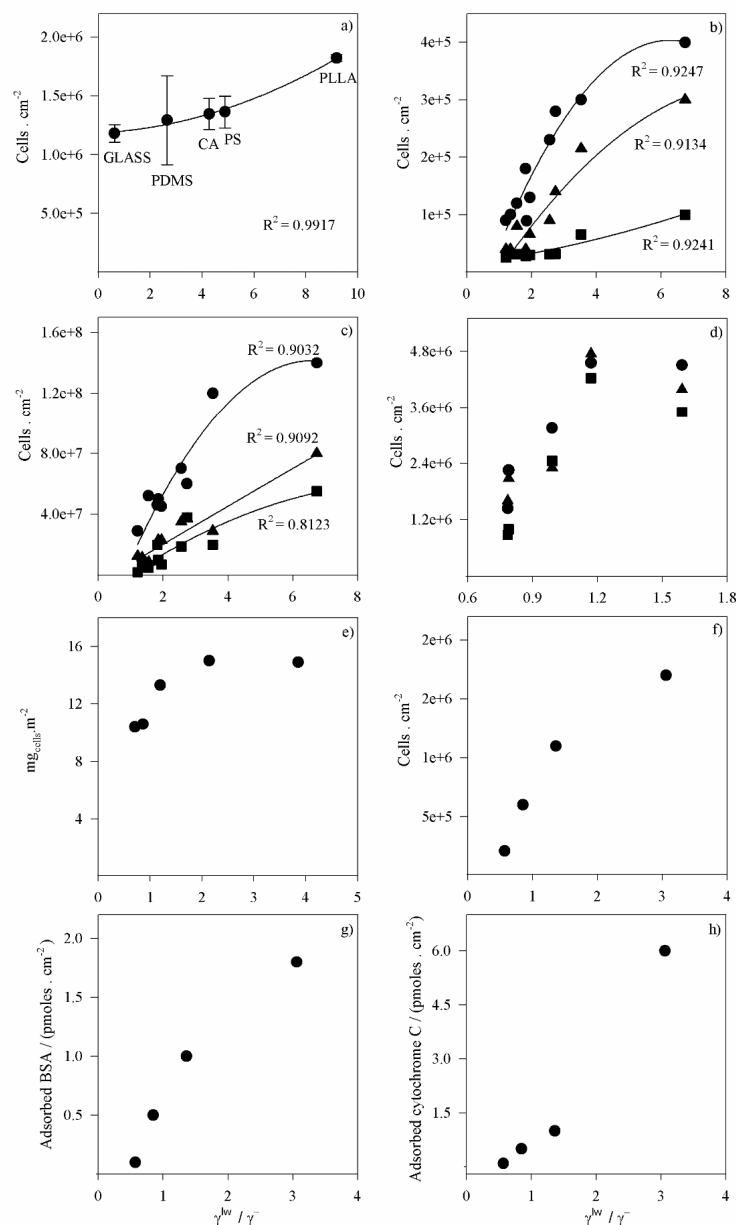 a)
2.0e+6
1.5e+6
1.0e+6
5.0e+5
Cells . cm⁻²
GLASS
PDMS
CA
PS
PLLA
R² = 0.9917
0 2 4 6 8 10
b)
4e+5
3e+5
2e+5
1e+5
Cells . cm⁻²
R² = 0.9247
R² = 0.9134
R² = 0.9241
0 2 4 6 8
c)
1.6e+8
1.2e+8
8.0e+7
4.0e+7
Cells . cm⁻²
R² = 0.9032
R² = 0.9092
R² = 0.8123
0 2 4 6 8
d)
4.8e+6
3.6e+6
2.4e+6
1.2e+6
Cells . cm⁻²
0.6 0.9 1.2 1.5 1.8
e)
16
12
8
4
mg_cells.m⁻²
0 1 2 3 4 5
f)
2e+6
2e+6
1e+6
5e+5
Cells . cm⁻²
0 1 2 3 4
g)
2.0
1.5
1.0
0.5
Adsorbed BSA / (pmoles . cm⁻²)
0 1 2 3 4
γˡʷ / γ⁻
h)
6.0
4.5
3.0
1.5
Adsorbed cytochrome C / (pmoles . cm⁻²)
0 1 2 3 4
γˡʷ / γ⁻